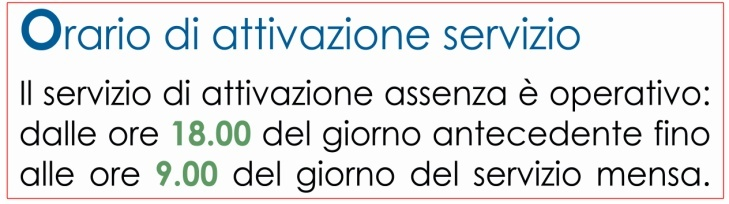 Orario di attivazione servizio
Il servizio di attivazione assenza è operativo:
dalle ore 18.00 del giorno antecedente fino
alle ore 9.00 del giorno del servizio mensa.